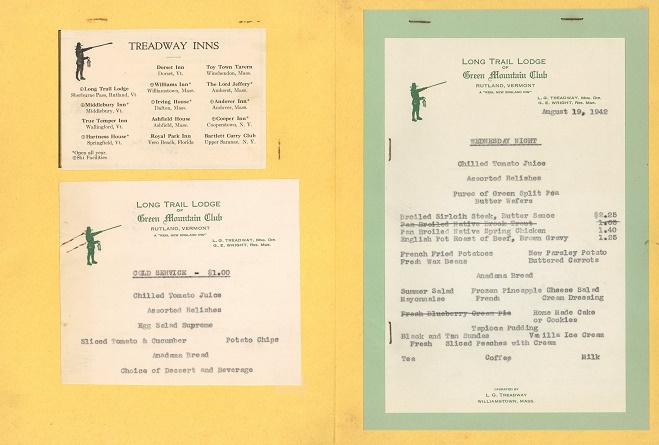 TREADWAY INNS
Dorset Inn
Dorset, Vt.
Toy Town Tavern
Winchendon, Mass.
Long Trail Lodge
Sherburne Pass, Rutland, Vt.
Williams Inn*
Williamstown, Mass.
The Lord Jeffery*
Amherst, Mass.
Middlebury Inn*
Middlebury, Vt.
Irving House*
Dalton, Mass.
Anderor Inn*
Andover, Mass.
True Temper Inn
Wallingford, Vt.
Ashfield House
Ashfield, Mass.
Cooper Inn*
Cooperstown, N. Y.
Hartness House*
Springfield, Vt.
Royal Park Inn
Vero Beach, Florida
Bartlett Carry Club
Upper Saranac, N. Y.
*Open all year.
Ski Facilities
LONG TRAIL LODGE
OF
Green Mountain Club
RUTLAND, VERMONT
A "REAL NEW ENGLAND INN"
L. G. TREADWAY, Mng. Dir.
G. E. WRIGHT, Res. Mgr.
COLD SERVICE - $1.00
Chilled Tomato Juice
Assorted Relishes
Egg Salad Supreme
Sliced Tomato & Cucumber Potato Chips
Anadama Bread
Choice of Dessert and Beverage
LONG TRAIL LODGE
OF
Green Mountain Club
RUTLAND, VERMONT
A "REAL NEW ENGLAND INN"
L. G. TREADWAY, Mng. Dir.
G. E. WRIGHT, Res. Mgr.
August 19, 1942
WEDNESDAY NIGHT
Chilled Tomato Juice
Assorted Relishes
Puree of Green Split Pea
Butter Wafers
Broiled Sirloin Steak, Butter Sauce $2.25
Pan Broiled Native Brook Trout
Pan Broiled Native Spring Chicken 1.40
English Pot Roast of Beef, Brown Gravy 1.25
French Fried Potatoes New Parsley Potato
Fresh Wax Beans Buttered Carrots
Anadama Bread
Summer Salad Frozen Pineapple Cheese Salad
Mayonnaise French Cream Dressing
Fresh Blueberry Cream Pie Home Made Cake
or Cookies
Tapioca Pudding
Black and Tan Sundae Vanilla Ice Cream
Fresh Sliced Peaches with Cream
Tea Coffee Milk
OPERATED BY
L. G. TREADWAY
WILLIAMSTOWN, MASS.